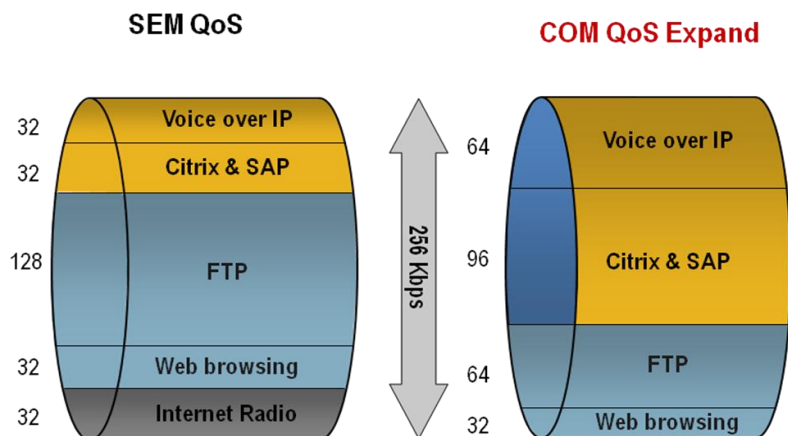 SEM QoS
COM QoS Expand
32
Voice over IP
32
Citrix & SAP
128
FTP
32
Web browsing
32
Internet Radio
256 Kbps
64
Voice over IP
96
Citrix & SAP
64
FTP
32
Web browsing